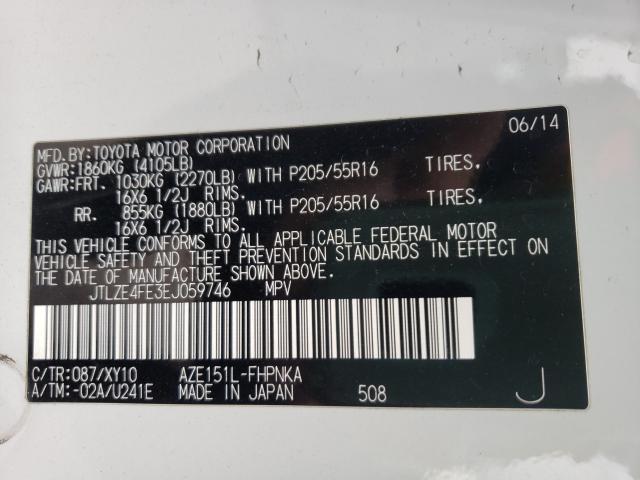 06/14
MFD.BY:TOYOTA MOTOR CORPORATION
GVWR:1860KG (4105LB)
GAWR:FRT. 1030KG (2270LB) WITH P205/55R16 TIRES,
16X6 1/2J RIMS.
RR. 855KG (1880LB) WITH P205/55R16 TIRES,
16X6 1/2J RIMS.
THIS VEHICLE CONFORMS TO ALL APPLICABLE FEDERAL MOTOR
VEHICLE SAFETY AND THEFT PREVENTION STANDARDS IN EFFECT ON
THE DATE OF MANUFACTURE SHOWN ABOVE.
JTLZE4FE3EJ059746 MPV
C/TR:087/XY10 AZE151L-FHPNKA
A/TM:-02A/U241E MADE IN JAPAN 508 J